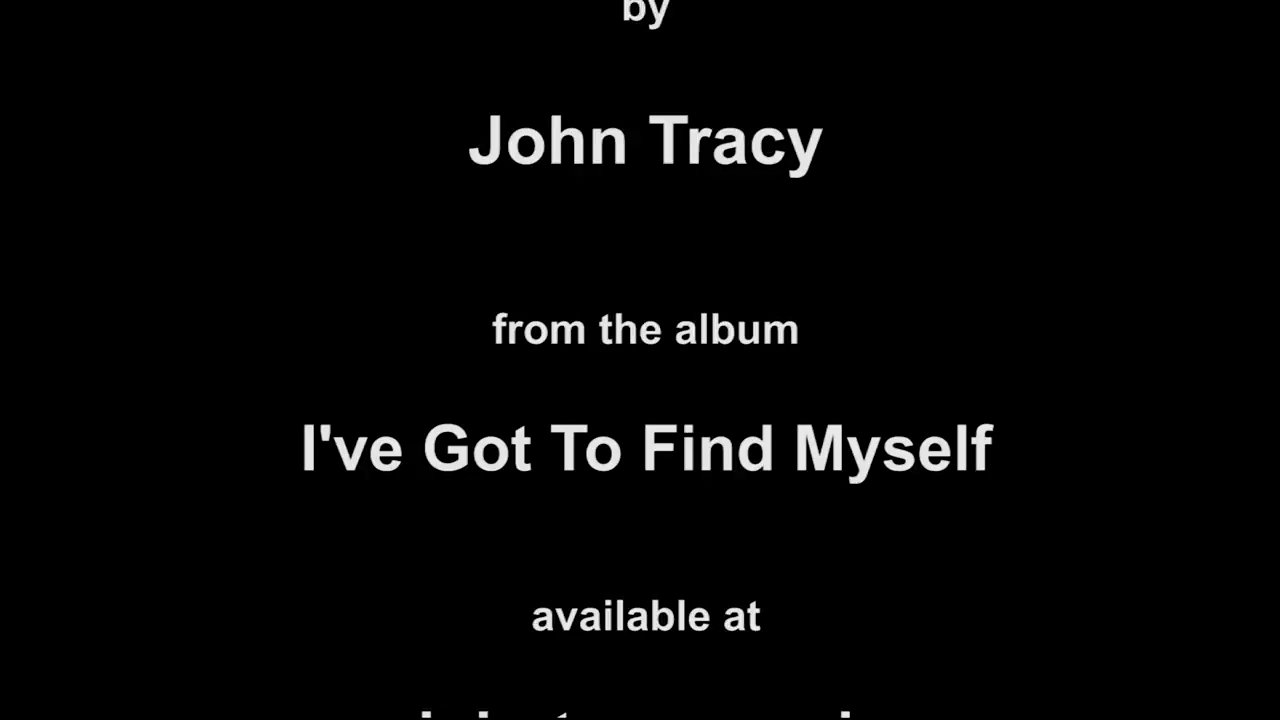 by
John Tracy
from the album
I've Got To Find Myself
available at